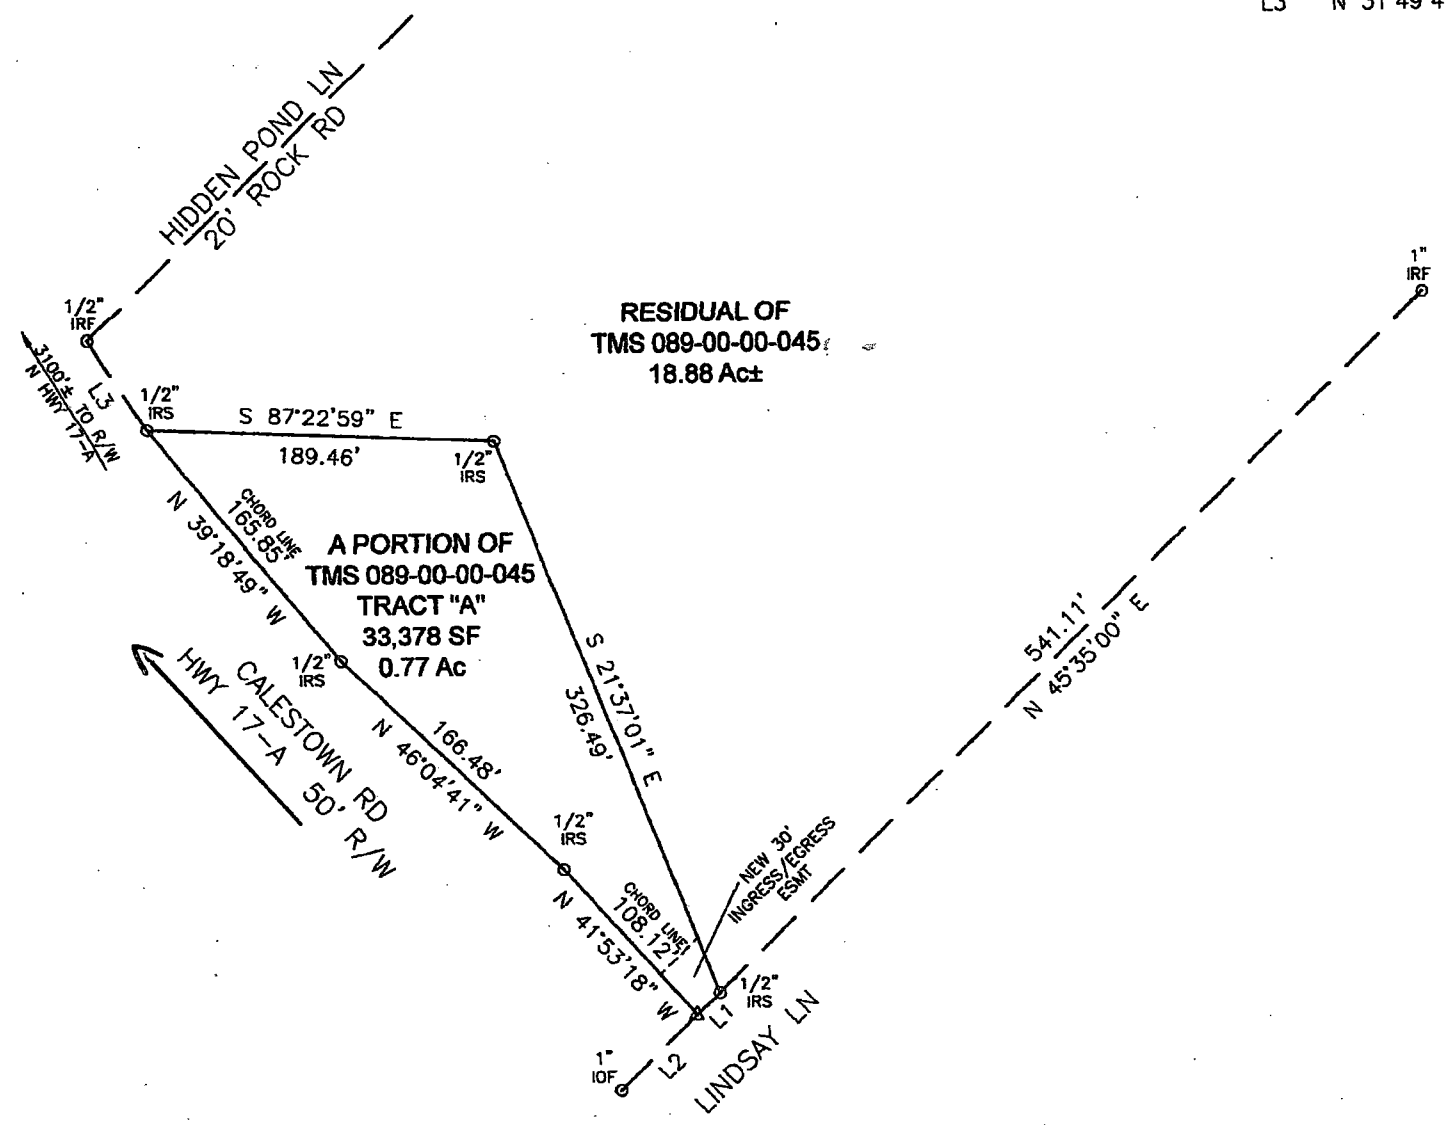 L3 N 31°49'4
HIDDEN POND LN
20' ROCK RD
1"
IRF
1/2"
IRF
RESIDUAL OF
TMS 089-00-00-045
18.88 Ac±
3100'± TO R/W
N HWY 17-A
L3
1/2"
IRS
S 87°22'59" E
189.46'
1/2"
IRS
CHORD LINE
165.85'
N 39°18'49" W
A PORTION OF
TMS 089-00-00-045
TRACT "A"
33,378 SF
0.77 Ac
1/2"
IRS
S 21°37'01" E
326.49'
541.11'
N 45°35'00" E
CALESTOWN RD
HWY 17-A 50' R/W
166.48'
N 46°04'41" W
1/2"
IRS
NEW 30'
INGRESS/EGRESS
ESMT
CHORD LINE
108.12'
N 41°53'18" W
1/2"
IRS
L1
L2
LINDSAY LN
1"
IOF